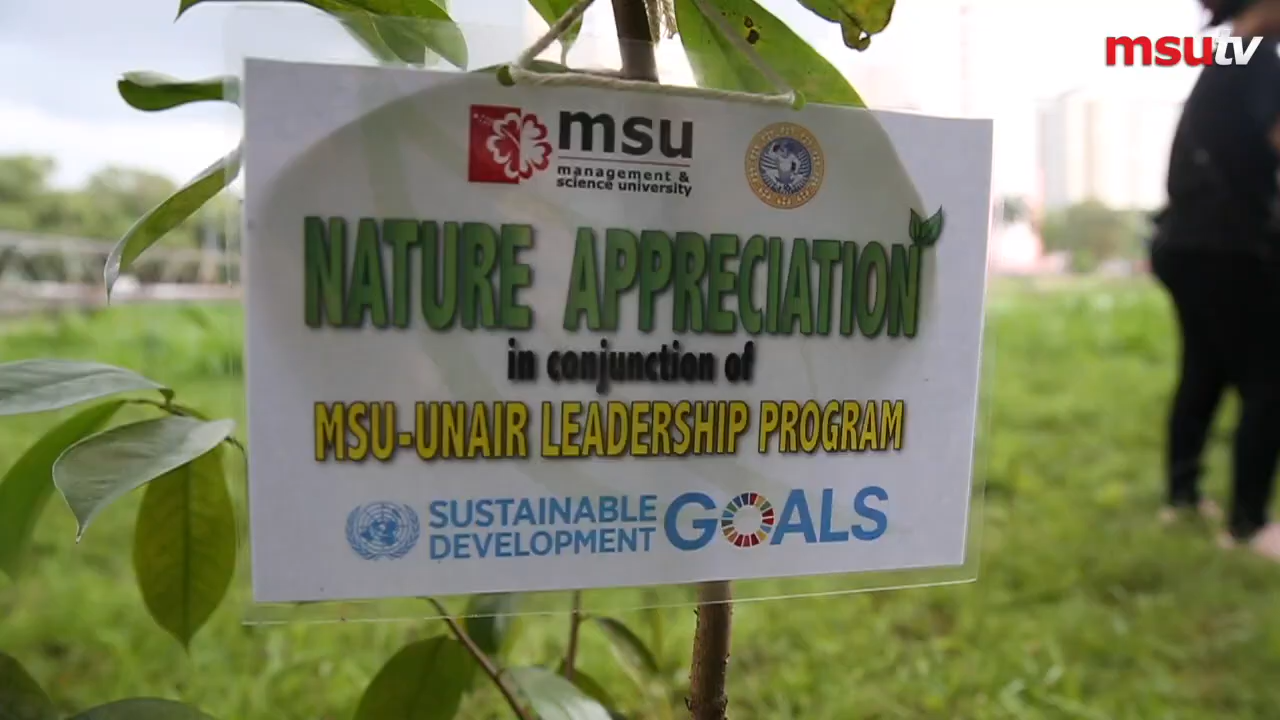 msutv
msu
management &
science university
NATURE APPRECIATION
in conjunction of
MSU-UNAIR LEADERSHIP PROGRAM
SUSTAINABLE
DEVELOPMENT
GOALS